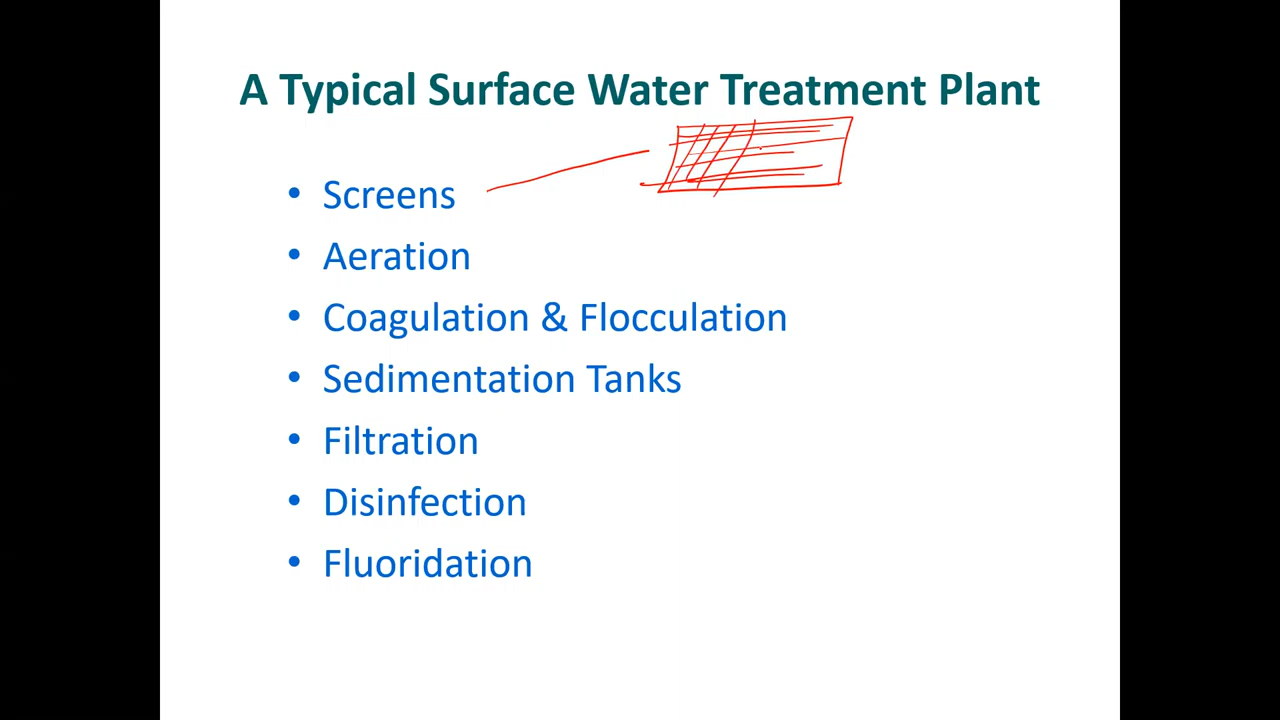 A Typical Surface Water Treatment Plant
• Screens
• Aeration
• Coagulation & Flocculation
• Sedimentation Tanks
• Filtration
• Disinfection
• Fluoridation